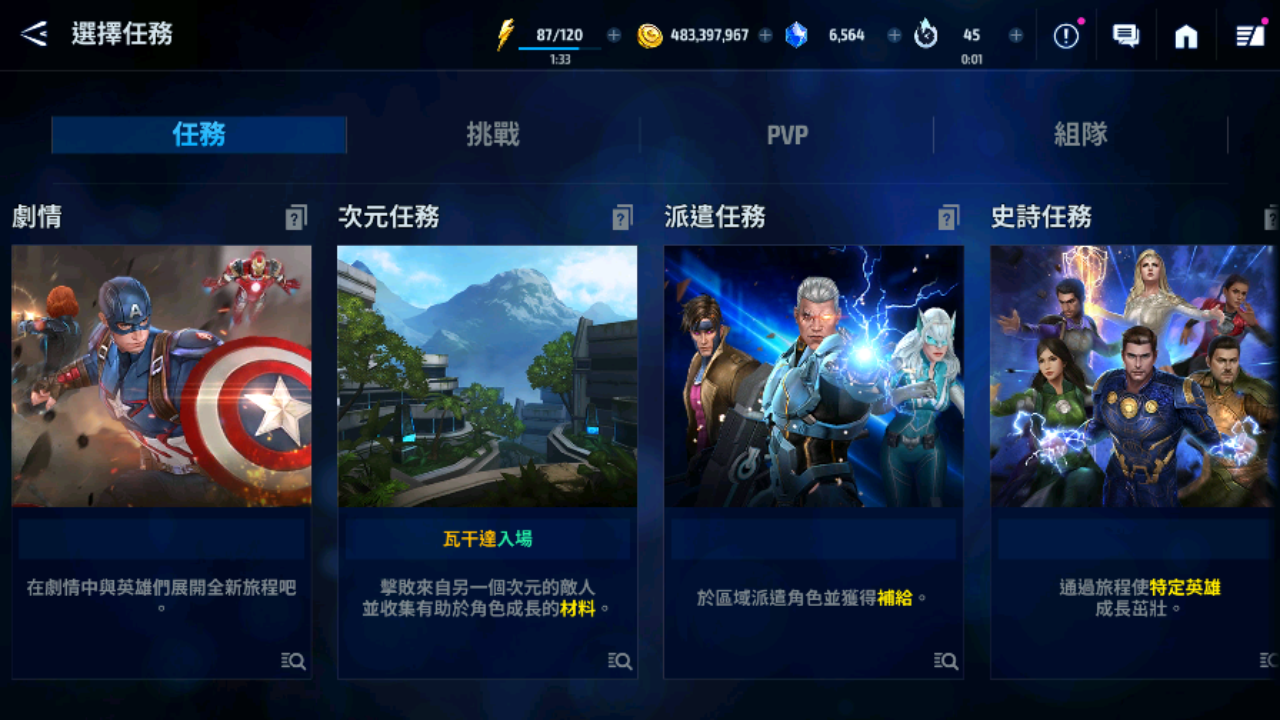 選擇任務
87/120
1:33
483,397,967
6,564
45
0:01
任務
挑戰
PVP
組隊
劇情
次元任務
派遣任務
史詩任務
瓦干達入場
在劇情中與英雄們展開全新旅程吧
。
擊敗來自另一個次元的敵人
並收集有助於角色成長的材料。
於區域派遣角色並獲得補給。
通過旅程使特定英雄
成長茁壯。